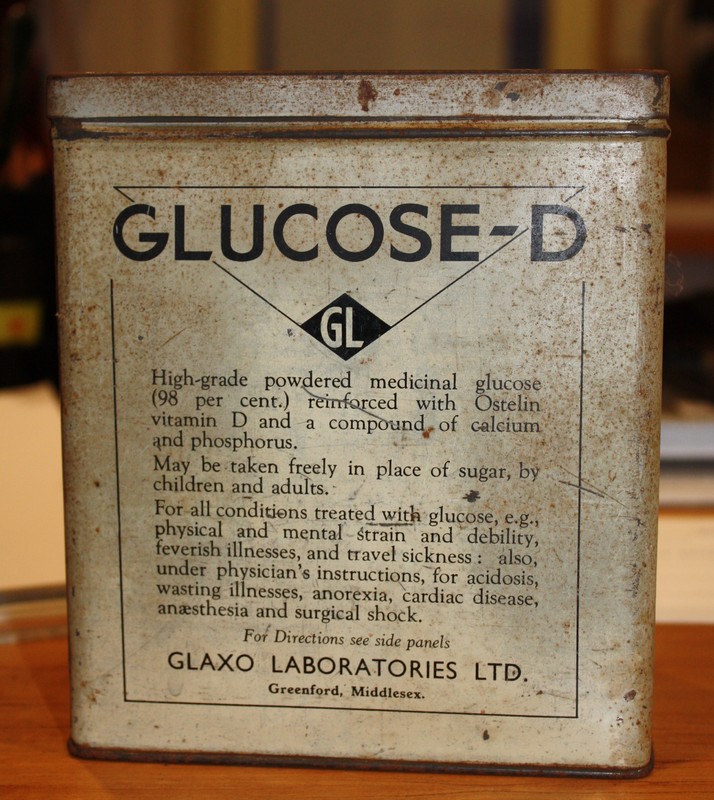 GLUCOSE-D
GL
High-grade powdered medicinal glucose
(98 per cent.) reinforced with Ostelin
vitamin D and a compound of calcium
and phosphorus.
May be taken freely in place of sugar, by
children and adults.
For all conditions treated with glucose, e.g.,
physical and mental strain and debility,
feverish illnesses, and travel sickness : also,
under physician's instructions, for acidosis,
wasting illnesses, anorexia, cardiac disease,
anæsthesia and surgical shock.
For Directions see side panels
GLAXO LABORATORIES LTD.
Greenford, Middlesex.